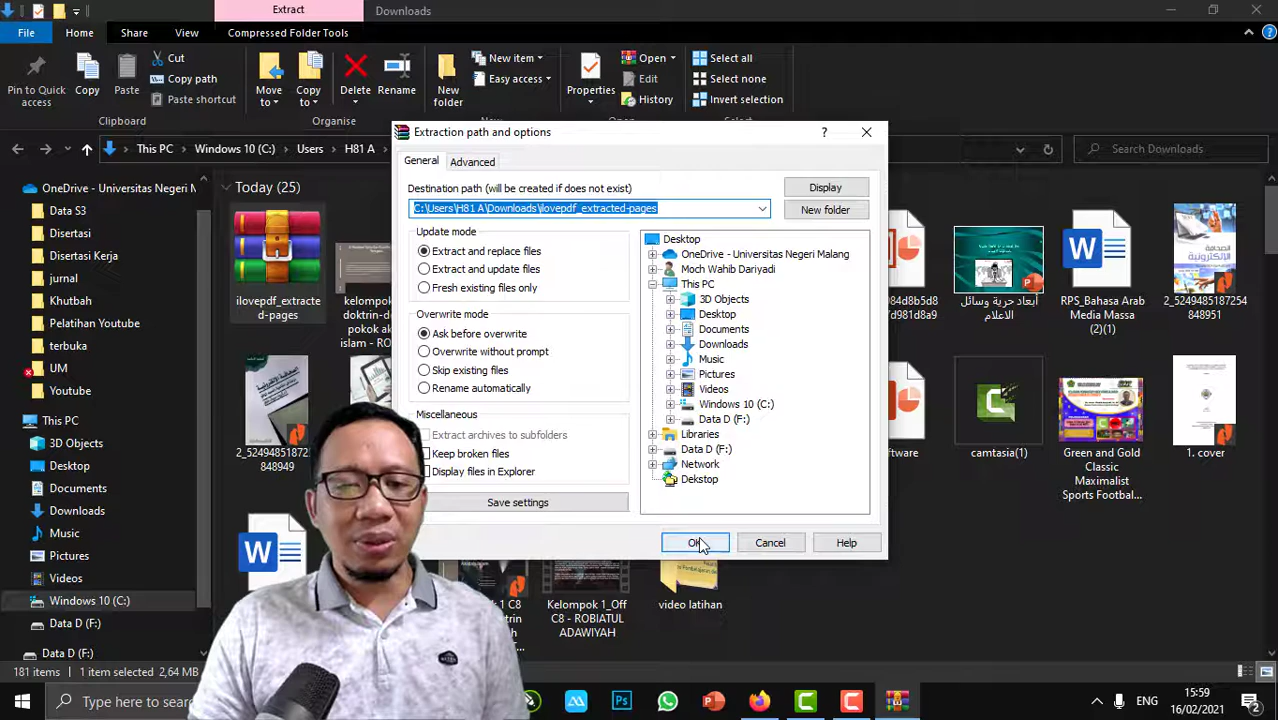 Extract
Downloads
File
Home
Share
View
Compressed Folder Tools
Pin to Quick access
Copy
Paste
Cut
Copy path
Paste shortcut
Clipboard
Move to
Copy to
Delete
Rename
Organise
New folder
New item
Easy access
Properties
Open
Edit
History
Select all
Select none
Invert selection
This PC
Windows 10 (C:)
Users
H81 A
Search Downloads
OneDrive - Universitas Negeri M
Data S3
Disertasi
Disertasi Kerja
jurnal
Khutbah
Pelatihan Youtube
terbuka
UM
Youtube
This PC
3D Objects
Desktop
Documents
Downloads
Music
Pictures
Videos
Windows 10 (C:)
Data D (F:)
Data D (F:)
Today (25)
ilovepdf_extracte
d-pages
kelompok
doktrin-do
pokok ak
islam - RO
Extraction path and options
General
Advanced
Destination path (will be created if does not exist)
C:\Users\H81 A\Downloads\ilovepdf_extracted-pages
Display
New folder
Update mode
Extract and replace files
Extract and update files
Fresh existing files only
Overwrite mode
Ask before overwrite
Overwrite without prompt
Skip existing files
Rename automatically
Miscellaneous
Extract archives to subfolders
Keep broken files
Display files in Explorer
Save settings
Desktop
OneDrive - Universitas Negeri Malang
Moch Wahib Dariyadi
This PC
3D Objects
Desktop
Documents
Downloads
Music
Pictures
Videos
Windows 10 (C:)
Data D (F:)
Libraries
Data D (F:)
Network
Dekstop
OK
Cancel
Help
984d8b5d8
d981d8a9
أبعاد حرية وسائل
الاعلام
RPS_Bahasa Arab
Media Massa
(2)(1)
2_5249485187254
848951
2_5249485187254
848949
ftware
camtasia(1)
Green and Gold
Classic
Maximalist
Sports Footbal...
1. cover
1 C8
trin
Kelompok 1_Off
C8 - ROBIATUL
ADAWIYAH
video latihan
181 items
1 item selected
2,64 MB
Type here to
ENG
15:59
16/02/2021
2